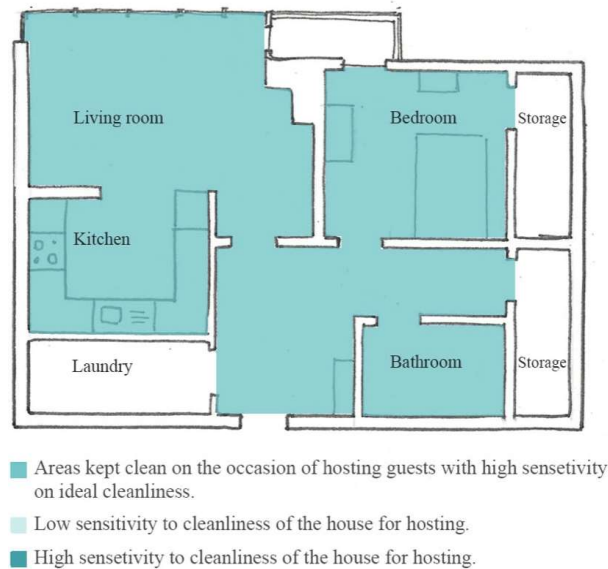 Living room
Bedroom
Storage
Kitchen
Laundry
Bathroom
Storage
Areas kept clean on the occasion of hosting guests with high sensetivity
on ideal cleanliness.
Low sensitivity to cleanliness of the house for hosting.
High sensetivity to cleanliness of the house for hosting.